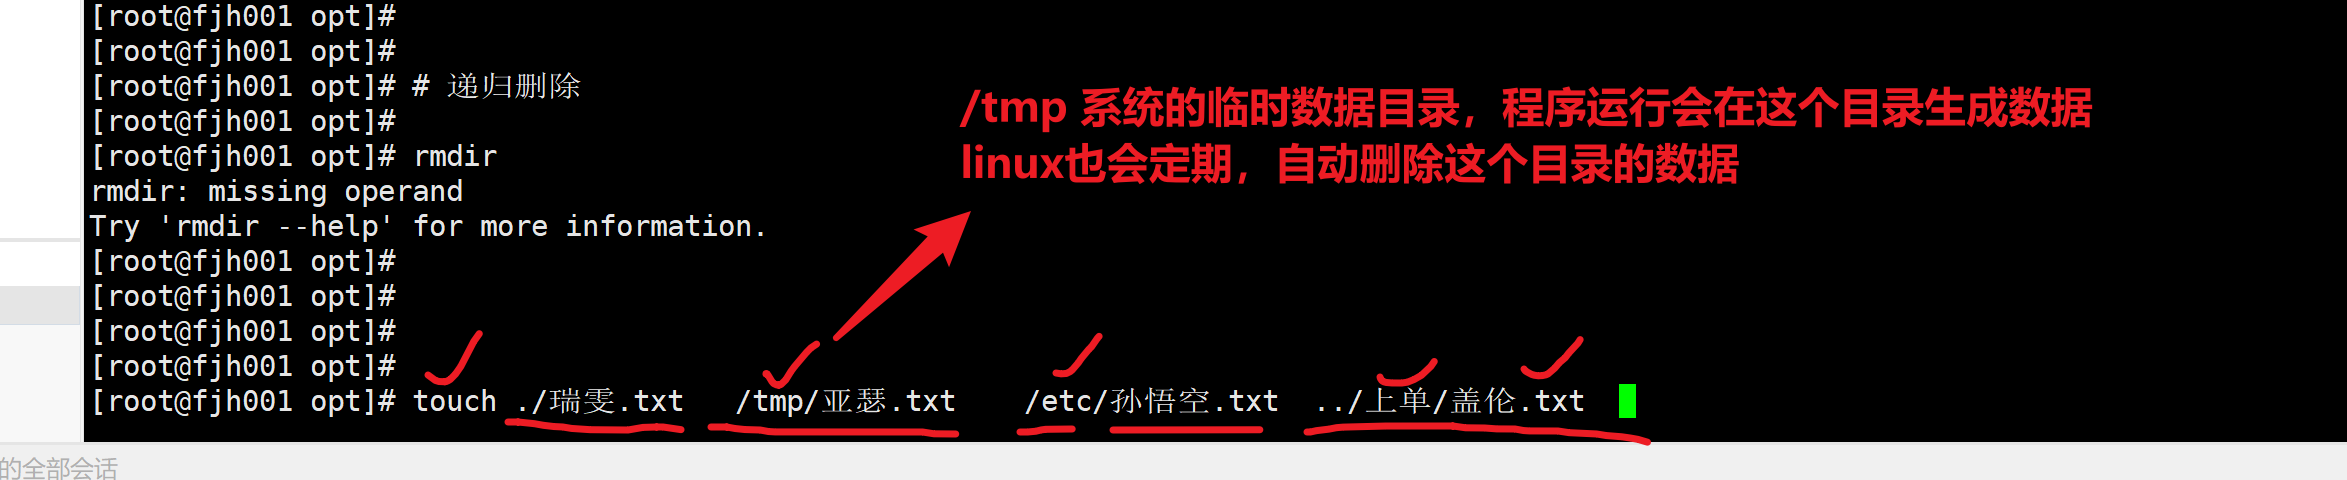 [root@fjh001 opt]#
[root@fjh001 opt]#
[root@fjh001 opt]# # 递归删除
[root@fjh001 opt]#
[root@fjh001 opt]# rmdir
rmdir: missing operand
Try 'rmdir --help' for more information.
[root@fjh001 opt]#
[root@fjh001 opt]#
[root@fjh001 opt]#
[root@fjh001 opt]#
[root@fjh001 opt]# touch ./瑞雯.txt   /tmp/亚瑟.txt    /etc/孙悟空.txt  ../上单/盖伦.txt
/tmp 系统的临时数据目录，程序运行会在这个目录生成数据
linux也会定期，自动删除这个目录的数据
的全部会话